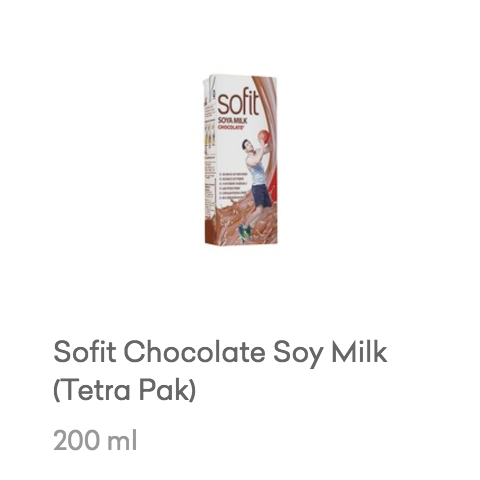 sofit
SOYA MILK
CHOCOLATE
Sofit Chocolate Soy Milk
(Tetra Pak)
200 ml